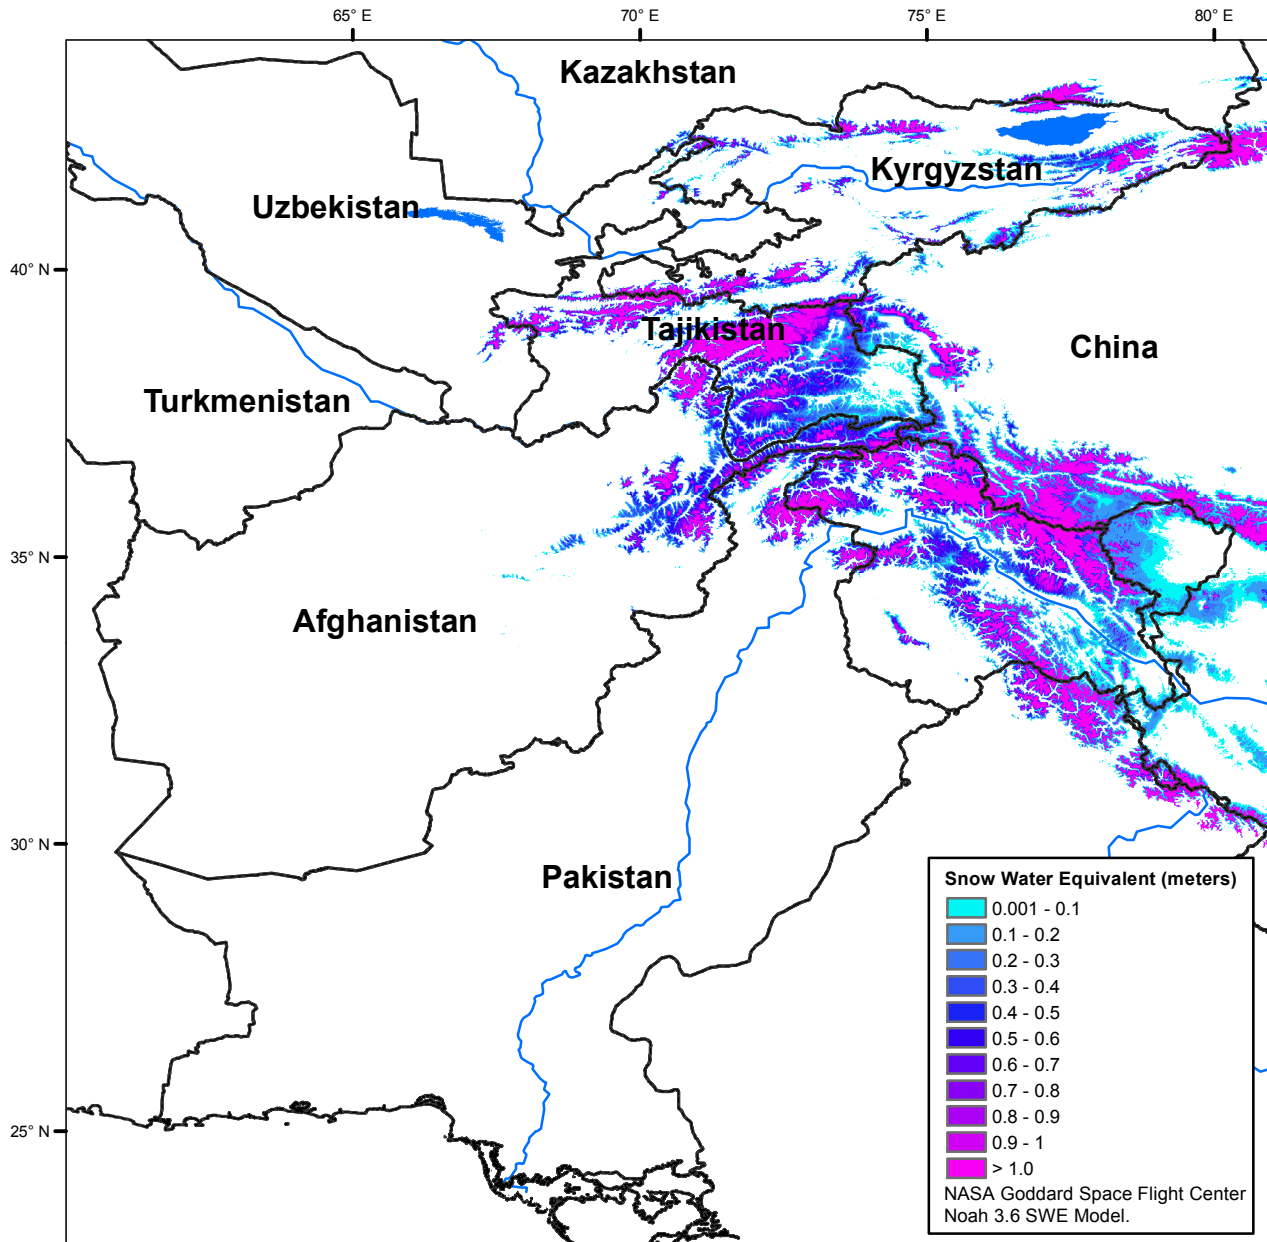 65° E
70° E
75° E
80° E
Kazakhstan
Kyrgyzstan
Uzbekistan
40° N
Tajikistan
China
Turkmenistan
35° N
Afghanistan
30° N
Pakistan
25° N
Snow Water Equivalent (meters)
0.001 - 0.1
0.1 - 0.2
0.2 - 0.3
0.3 - 0.4
0.4 - 0.5
0.5 - 0.6
0.6 - 0.7
0.7 - 0.8
0.8 - 0.9
0.9 - 1
> 1.0
NASA Goddard Space Flight Center
Noah 3.6 SWE Model.